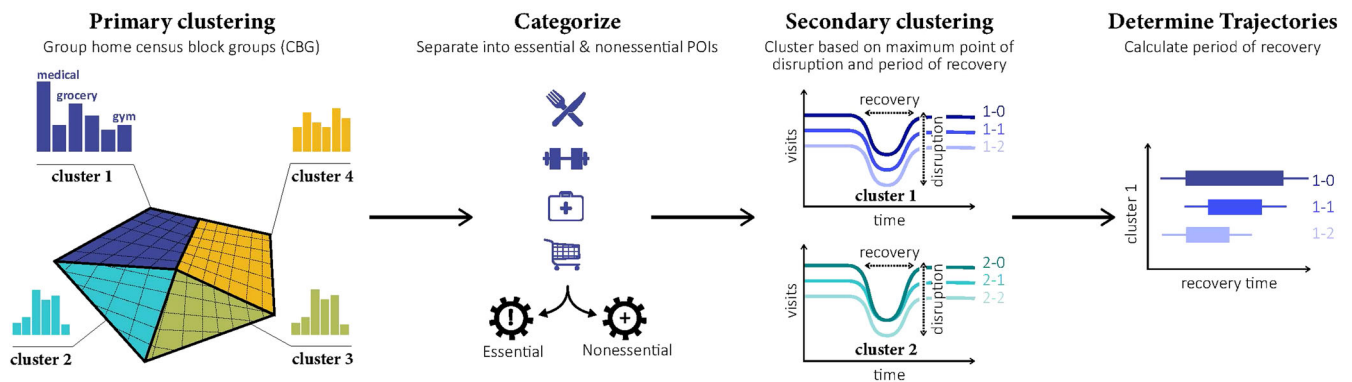 Primary clustering
Group home census block groups (CBG)
medical
grocery
gym
cluster 1
cluster 4
cluster 2
cluster 3
Categorize
Separate into essential & nonessential POIs
!
+
Essential
Nonessential
Secondary clustering
Cluster based on maximum point of
disruption and period of recovery
visits
recovery
disruption
1-0
1-1
1-2
cluster 1
time
visits
recovery
disruption
2-0
2-1
2-2
cluster 2
time
Determine Trajectories
Calculate period of recovery
cluster 1
1-0
1-1
1-2
recovery time